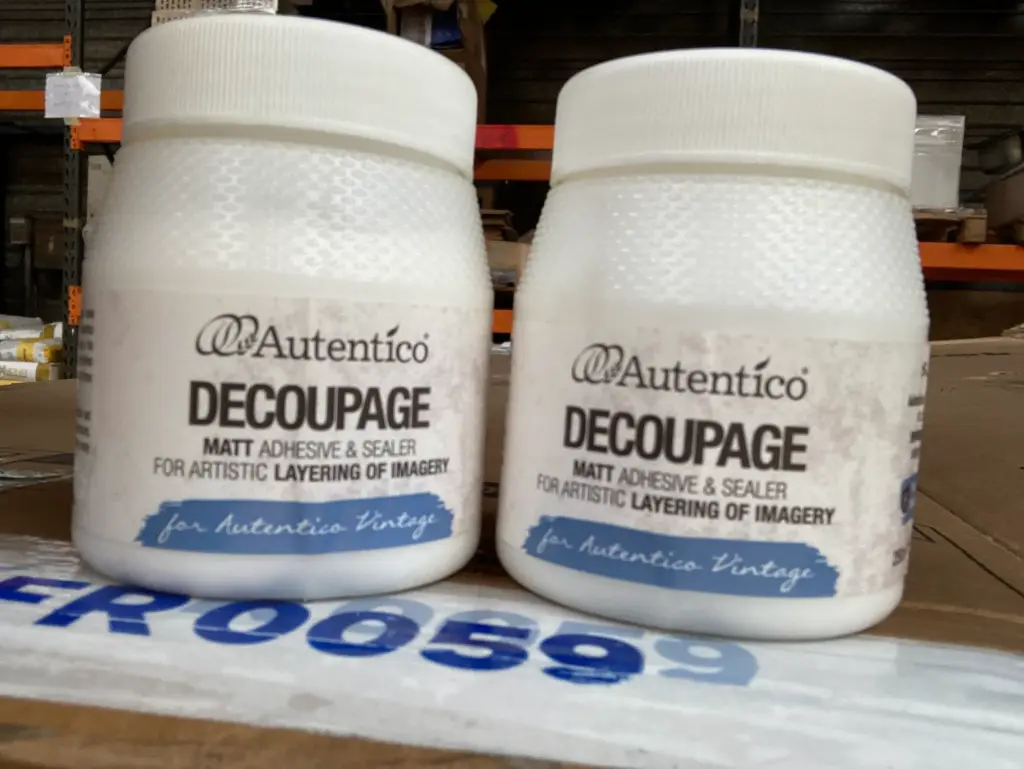 Autentico®
DECOUPAGE
MATT ADHESIVE & SEALER
FOR ARTISTIC LAYERING OF IMAGERY
for Autentico Vintage
Autentico®
DECOUPAGE
MATT ADHESIVE & SEALER
FOR ARTISTIC LAYERING OF IMAGERY
for Autentico Vintage
FR0059